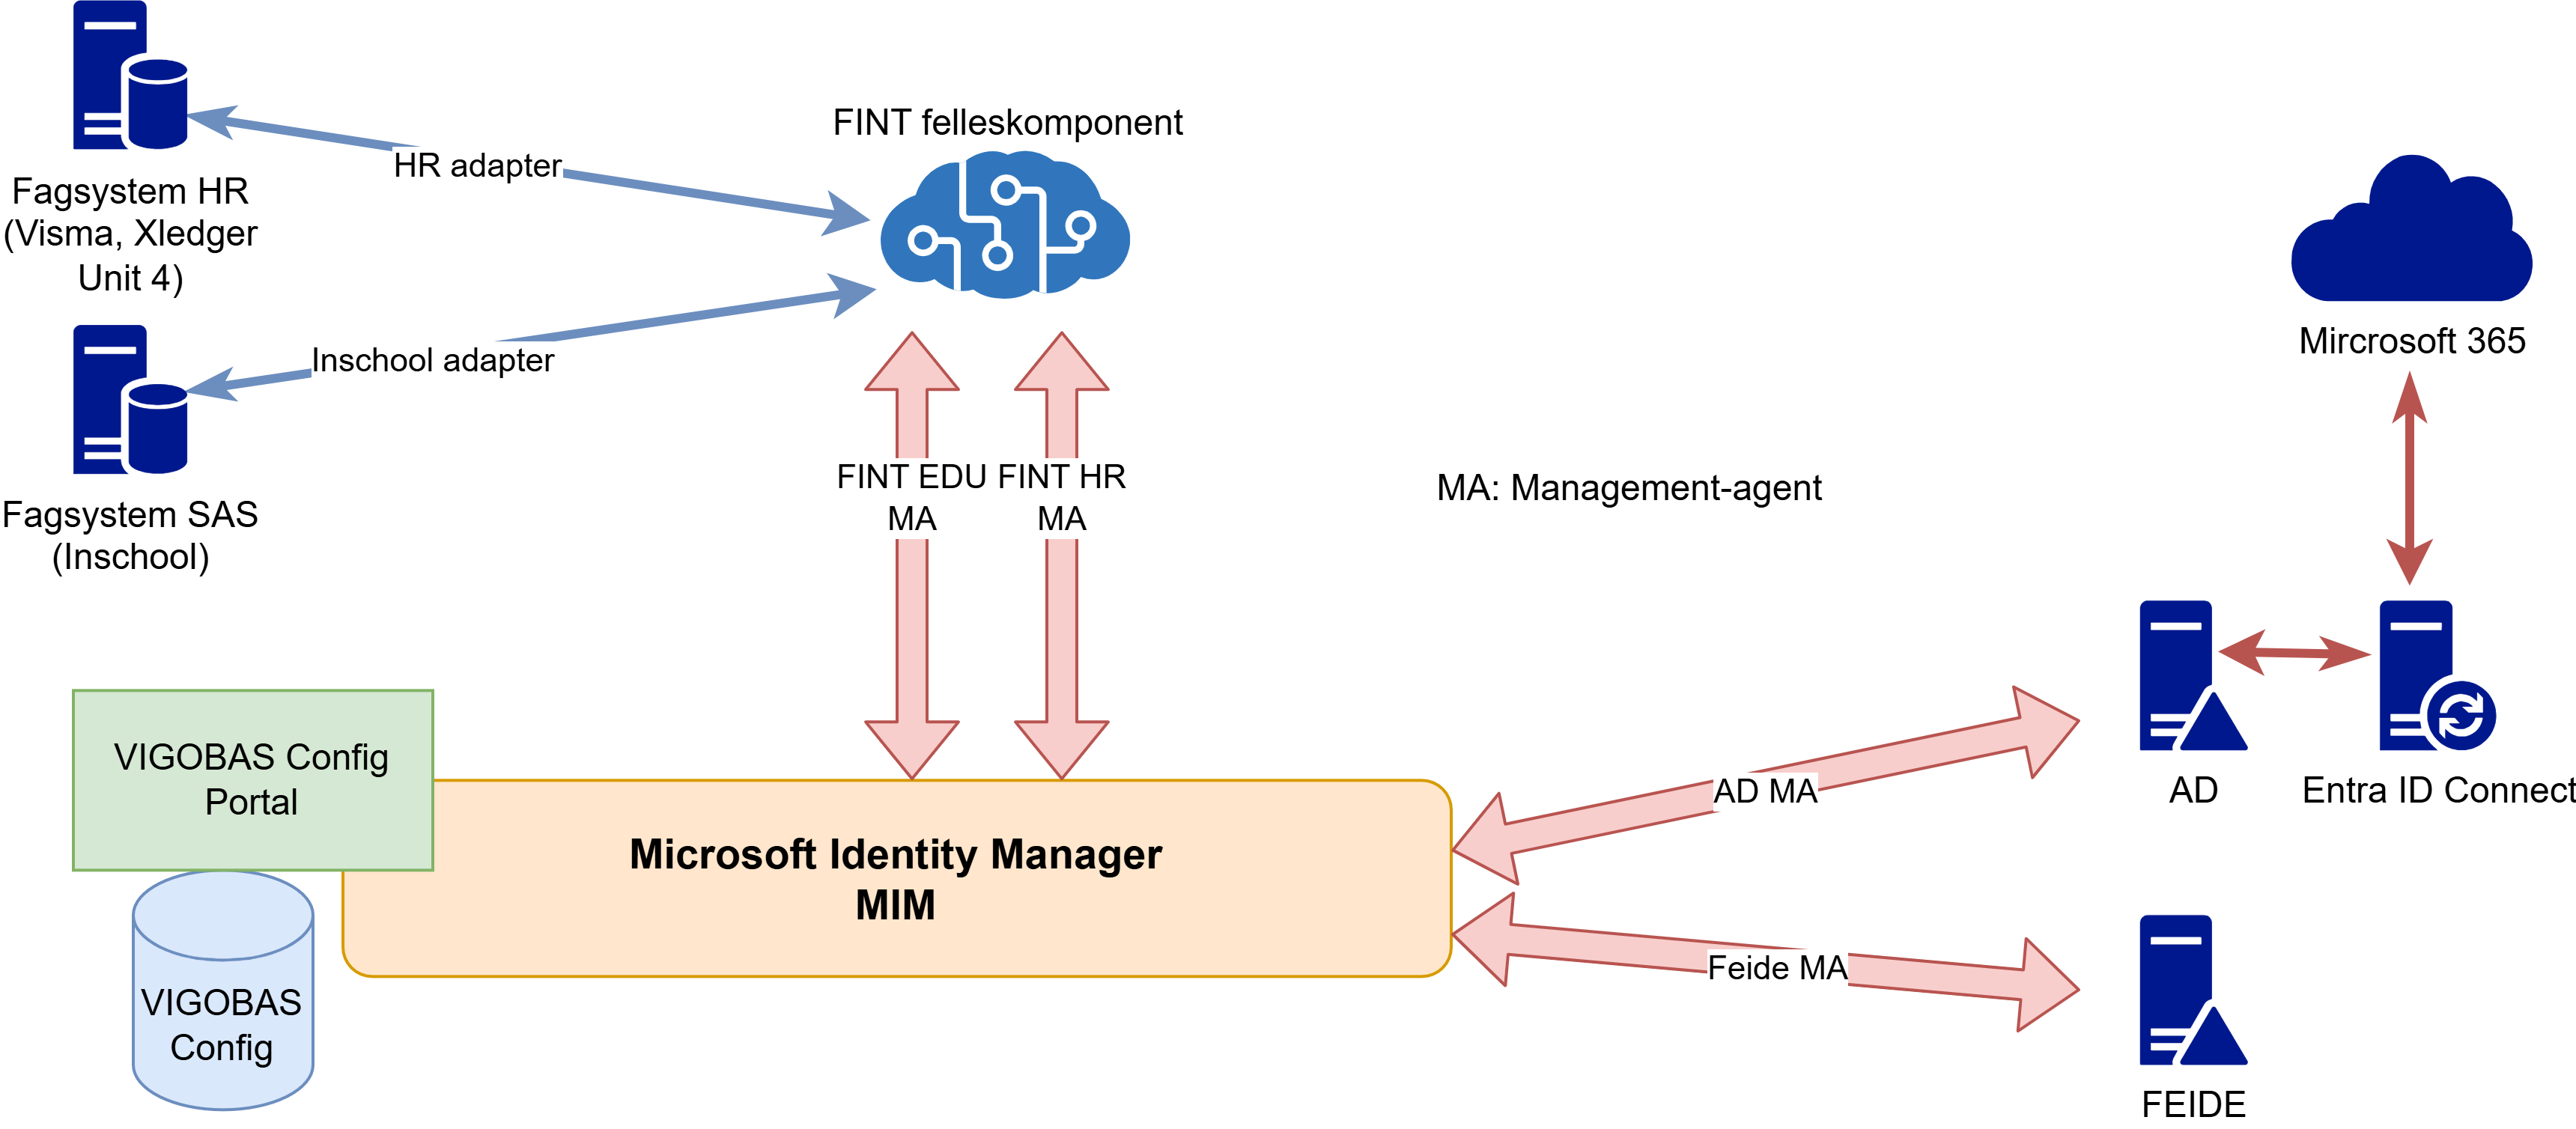 FINT felleskomponent
HR adapter
Fagsystem HR
(Visma, Xledger
Unit 4)
Mircrosoft 365
Inschool adapter
FINT EDU
MA
FINT HR
MA
MA: Management-agent
Fagsystem SAS
(Inschool)
VIGOBAS Config
Portal
AD MA
AD
Entra ID Connect
Microsoft Identity Manager
MIM
Feide MA
VIGOBAS
Config
FEIDE